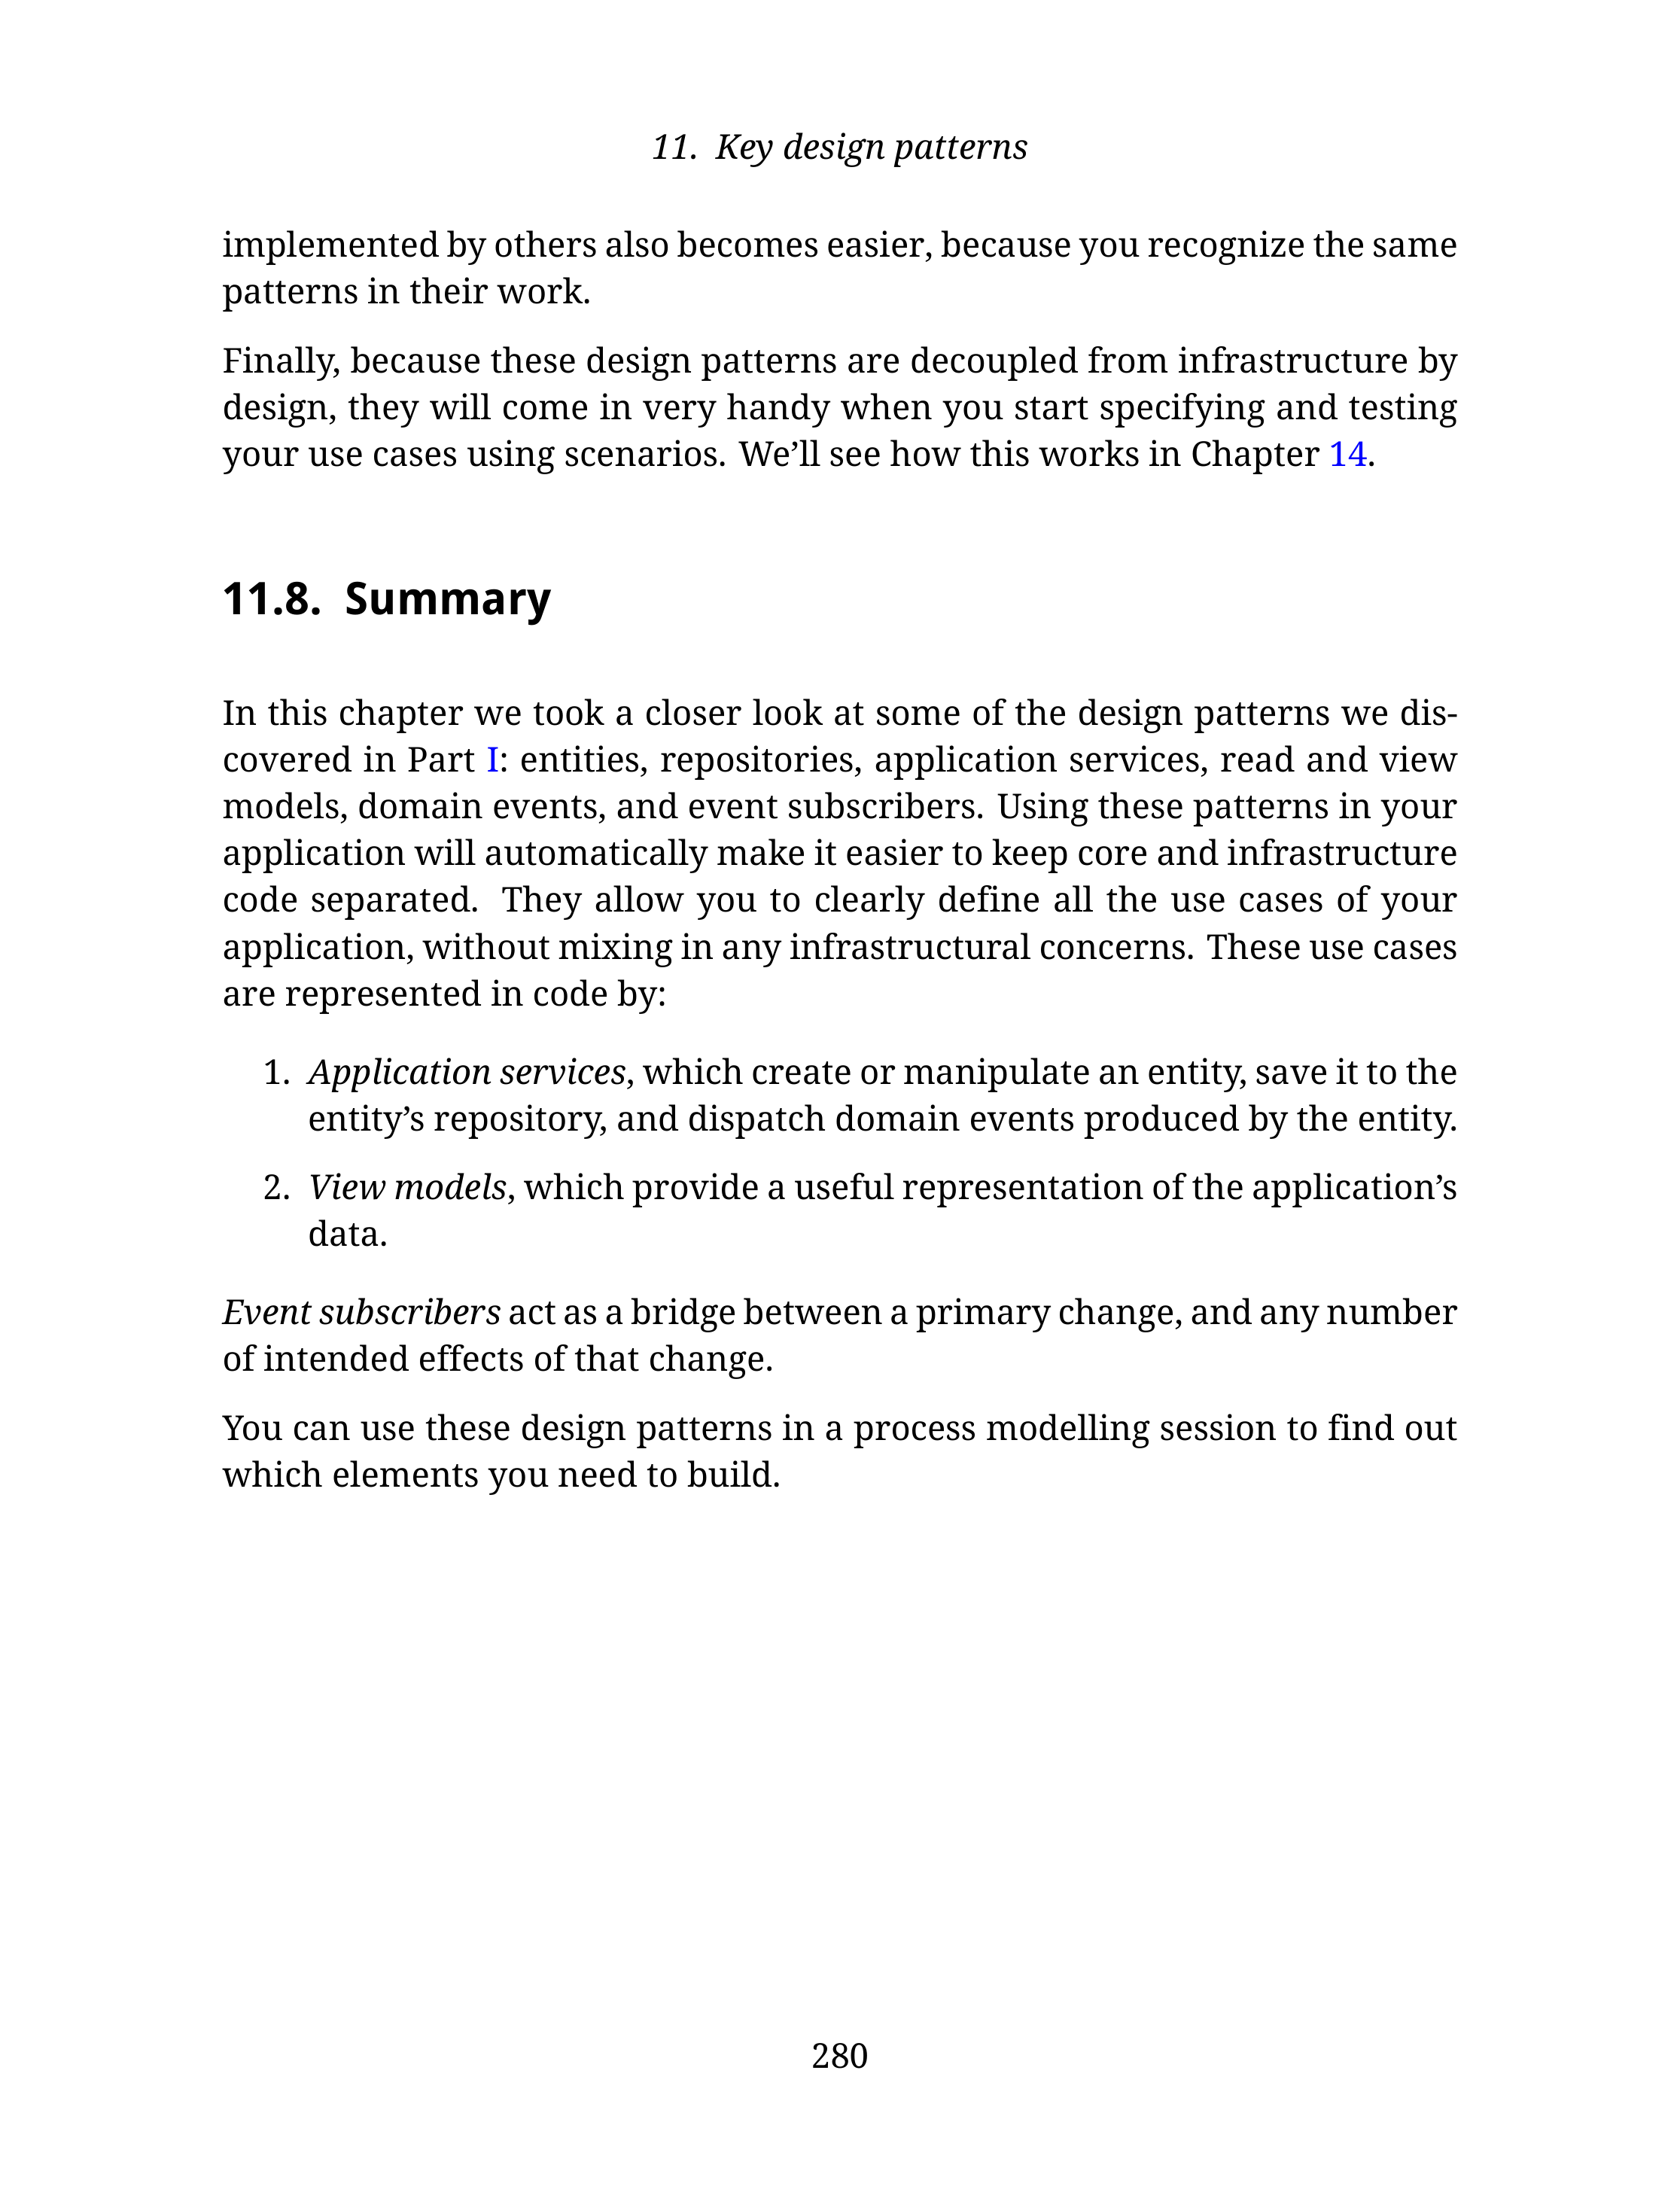 11. Key design patterns
implemented by others also becomes easier, because you recognize the same
patterns in their work.
Finally, because these design patterns are decoupled from infrastructure by
design, they will come in very handy when you start specifying and testing
your use cases using scenarios. We’ll see how this works in Chapter 14.
11.8. Summary
In this chapter we took a closer look at some of the design patterns we dis-
covered in Part I: entities, repositories, application services, read and view
models, domain events, and event subscribers. Using these patterns in your
application will automatically make it easier to keep core and infrastructure
code separated. They allow you to clearly define all the use cases of your
application, without mixing in any infrastructural concerns. These use cases
are represented in code by:
1. Application services, which create or manipulate an entity, save it to the
entity’s repository, and dispatch domain events produced by the entity.
2. View models, which provide a useful representation of the application’s
data.
Event subscribers act as a bridge between a primary change, and any number
of intended effects of that change.
You can use these design patterns in a process modelling session to find out
which elements you need to build.
280